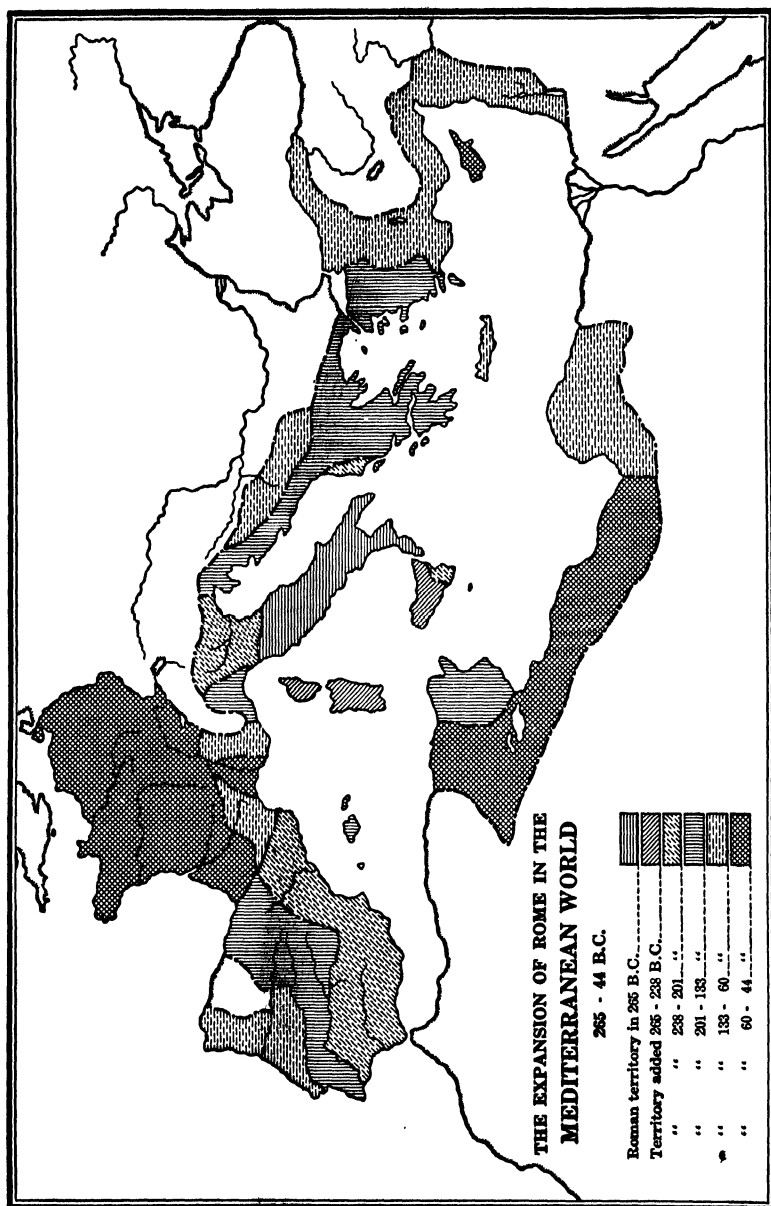 THE EXPANSION OF ROME IN THE
MEDITERRANEAN WORLD
265 - 44 B.C.
Roman territory in 265 B.C.
Territory added 265 - 238 B.C.
" " 238 - 201 "
" " 201 - 133 "
" " 133 - 60 "
" " 60 - 44 "